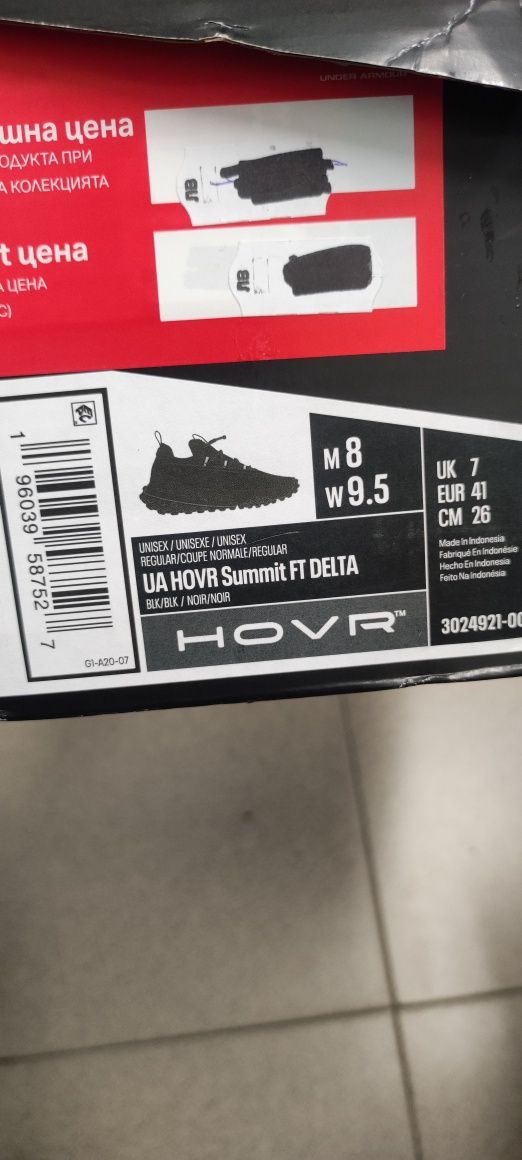 UNDER ARMOUR
шна цена
ОДУКТА ПРИ
А КОЛЕКЦИЯТА
ЛВ
t цена
А ЦЕНА
С)
ЛВ
1 96039 58752 7
G1-A20-07
M 8
W 9.5
UNISEX / UNISEXE / UNISEX
REGULAR/COUPE NORMALE/REGULAR
UA HOVR Summit FT DELTA
BLK/BLK / NOIR/NOIR
HOVR™
UK 7
EUR 41
CM 26
Made in Indonesia
Fabriqué En Indonésie
Hecho En Indonesia
Feito Na Indonésia
3024921-00